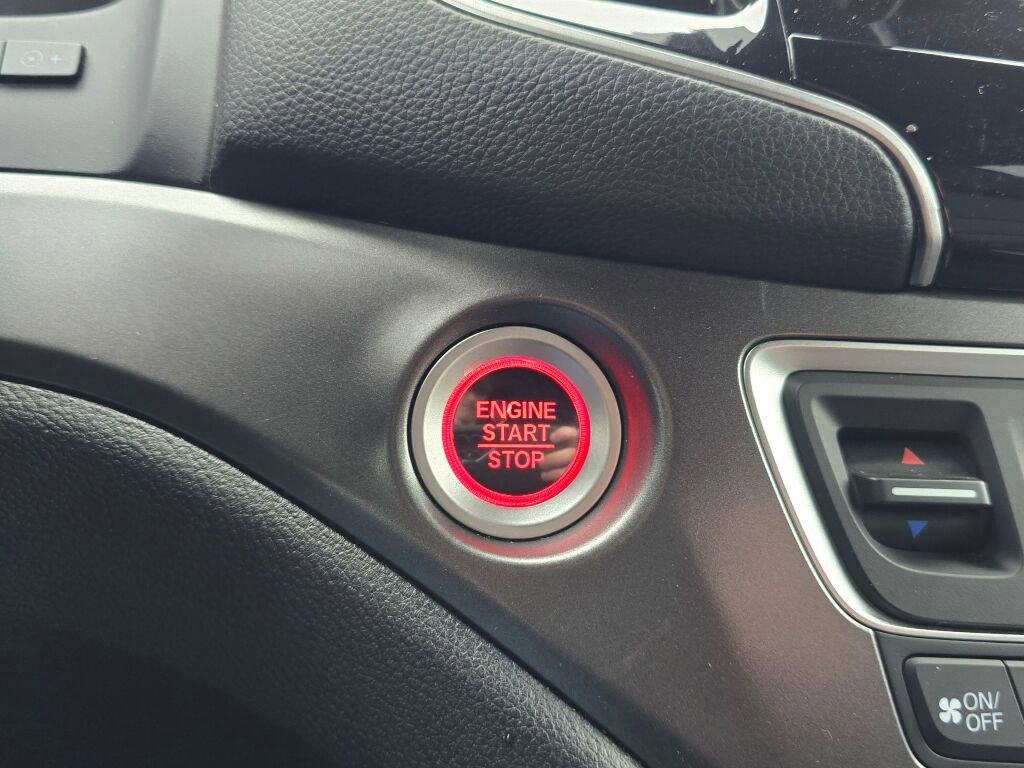 ENGINE
START
STOP
ON/
OFF